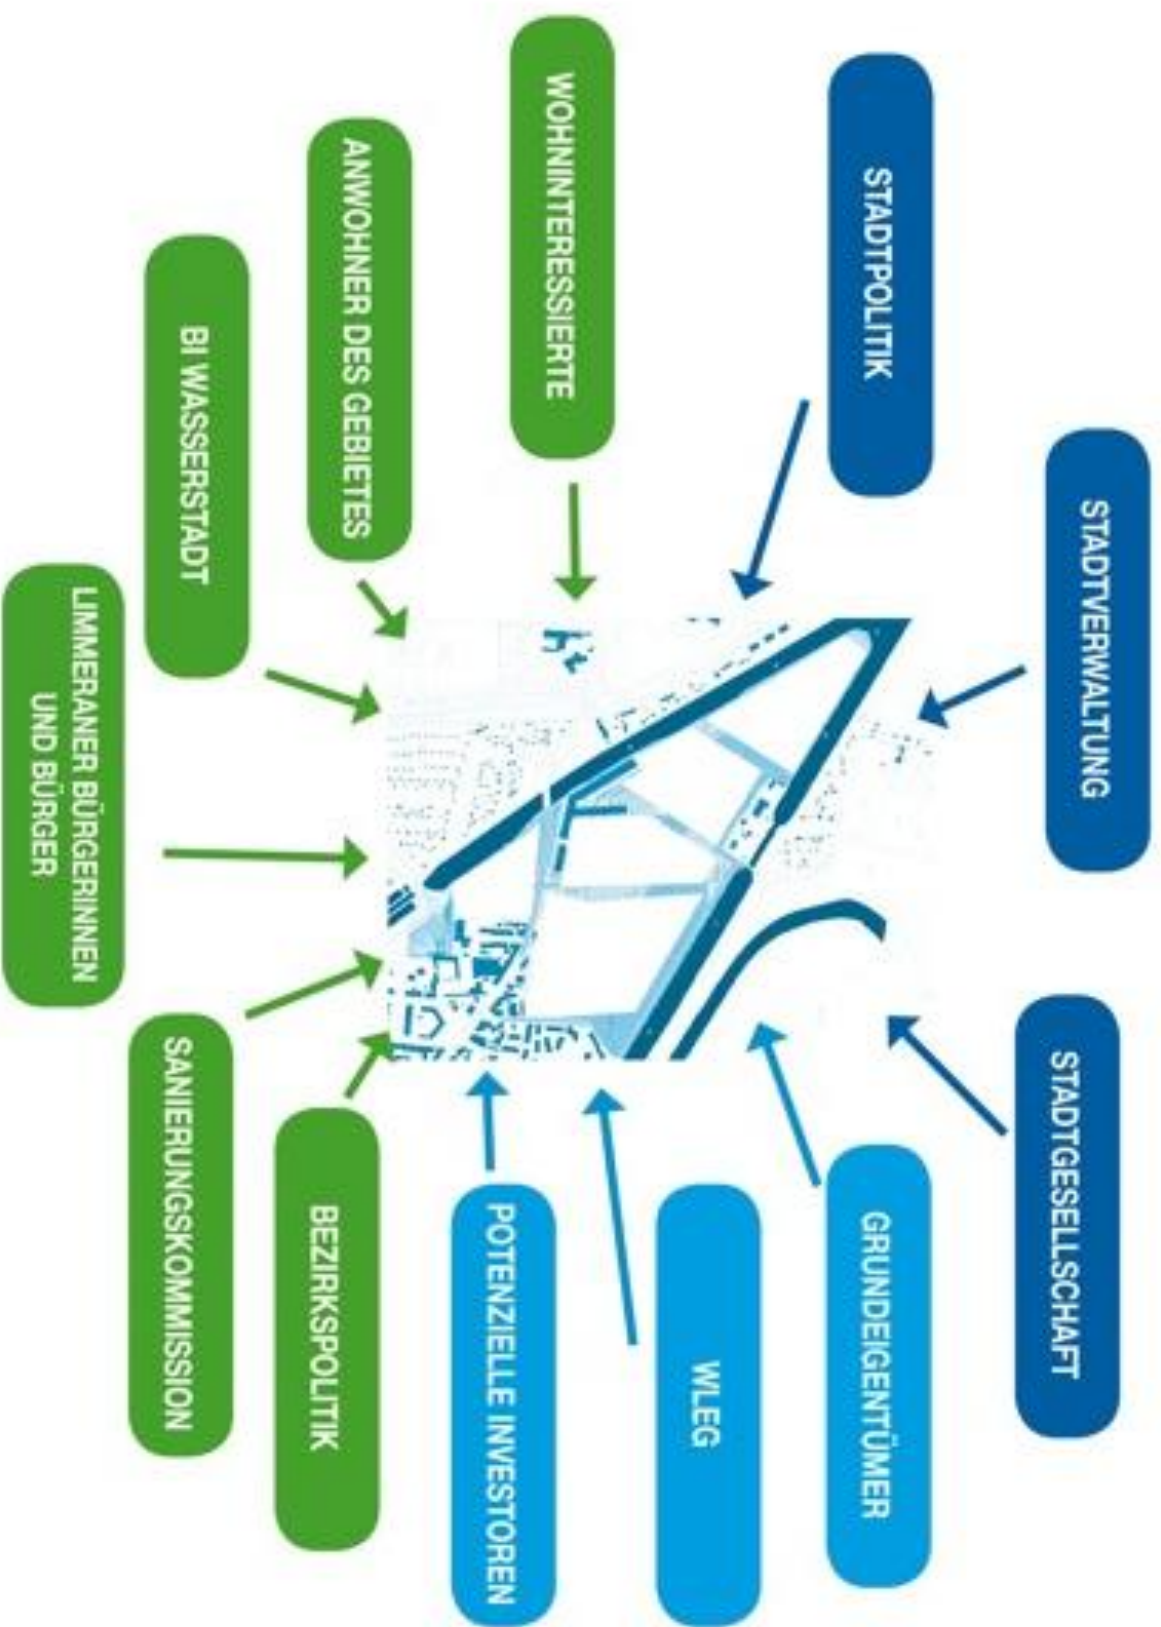 STADTVERWALTUNG
STADTGESELLSCHAFT
STADTPOLITIK
GRUNDEIGENTÜMER
WLEG
WOHNINTERESSIERTE
POTENZIELLE INVESTOREN
ANWOHNER DES GEBIETES
BEZIRKSPOLITIK
BI WASSERSTADT
SANIERUNGSKOMMISSION
LIMMERANER BÜRGERINNEN
UND BÜRGER